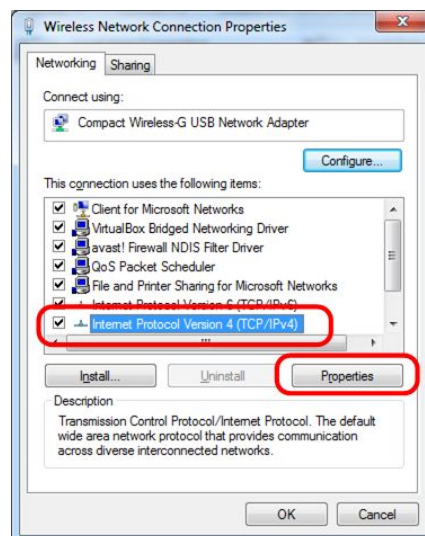 Wireless Network Connection Properties
Networking
Sharing
Connect using:
Compact Wireless-G USB Network Adapter
Configure...
This connection uses the following items:
Client for Microsoft Networks
VirtualBox Bridged Networking Driver
avast! Firewall NDIS Filter Driver
QoS Packet Scheduler
File and Printer Sharing for Microsoft Networks
Internet Protocol Version 6 (TCP/IPv6)
Internet Protocol Version 4 (TCP/IPv4)
Install...
Uninstall
Properties
Description
Transmission Control Protocol/Internet Protocol. The default
wide area network protocol that provides communication
across diverse interconnected networks.
OK
Cancel